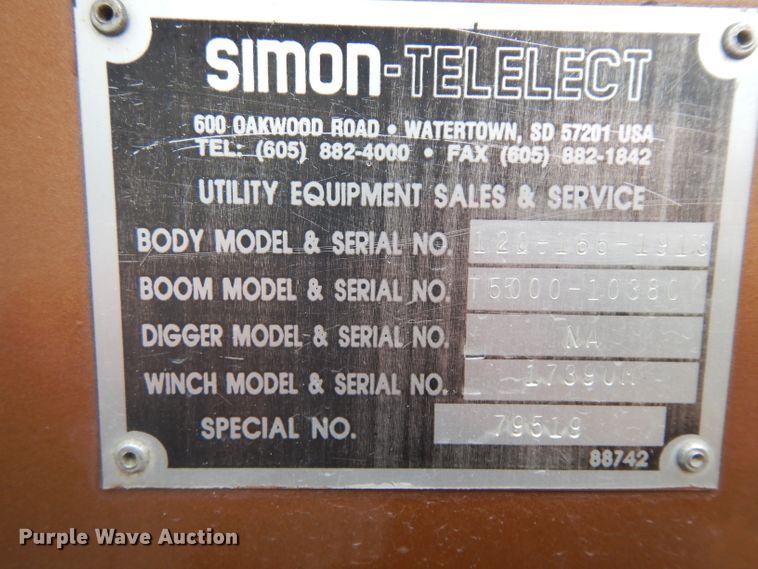 SIMON-TELELECT
600 OAKWOOD ROAD • WATERTOWN, SD 57201 USA
TEL: (605) 882-4000 • FAX (605) 882-1842
UTILITY EQUIPMENT SALES & SERVICE
BODY MODEL & SERIAL NO.
BOOM MODEL & SERIAL NO.
DIGGER MODEL & SERIAL NO. NA
WINCH MODEL & SERIAL NO.
SPECIAL NO. 79519
88742
Purple Wave Auction